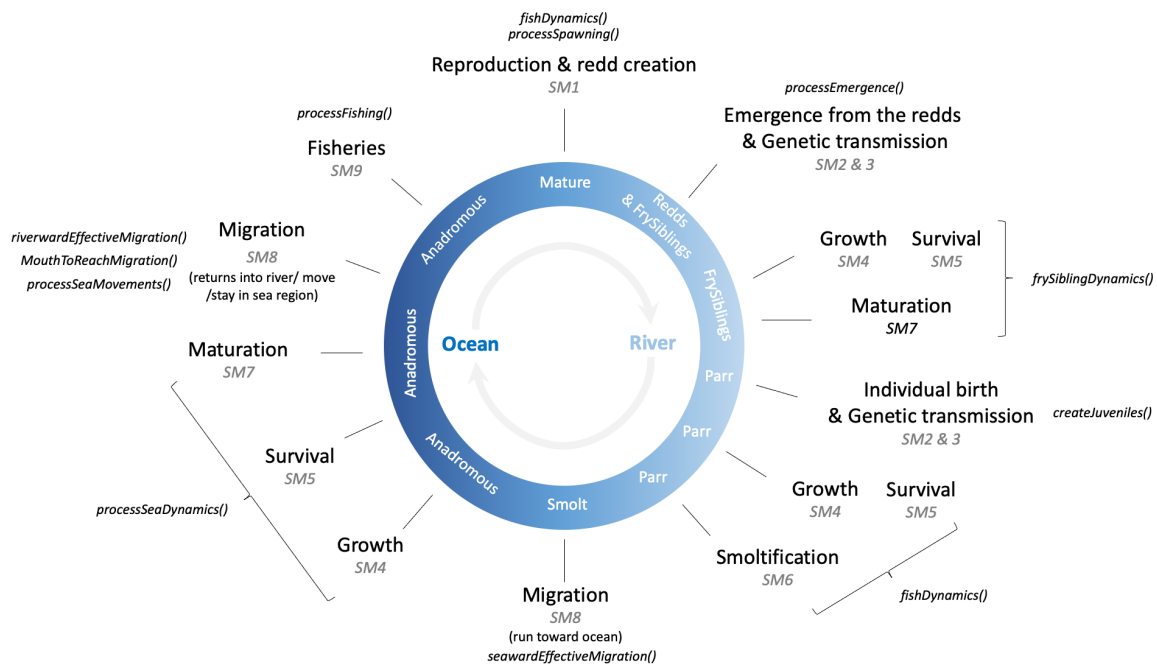 fishDynamics()
processSpawning()
Reproduction & redd creation
SM1
processEmergence()
Emergence from the redds
& Genetic transmission
SM2 & 3
processFishing()
Fisheries
SM9
riverwardEffectiveMigration()
MouthToReachMigration()
processSeaMovements()
Migration
SM8
(returns into river/ move
/stay in sea region)
Maturation
SM7
Survival
SM5
Growth
SM4
processSeaDynamics()
Migration
SM8
(run toward ocean)
seawardEffectiveMigration()
Growth
SM4
Survival
SM5
Maturation
SM7
frySiblingDynamics()
Individual birth
& Genetic transmission
SM2 & 3
createJuveniles()
Growth
SM4
Survival
SM5
Smoltification
SM6
fishDynamics()
Mature
Redds
& FrySiblings
FrySiblings
Parr
Parr
Parr
Smolt
Anadromous
Anadromous
Anadromous
Ocean
River